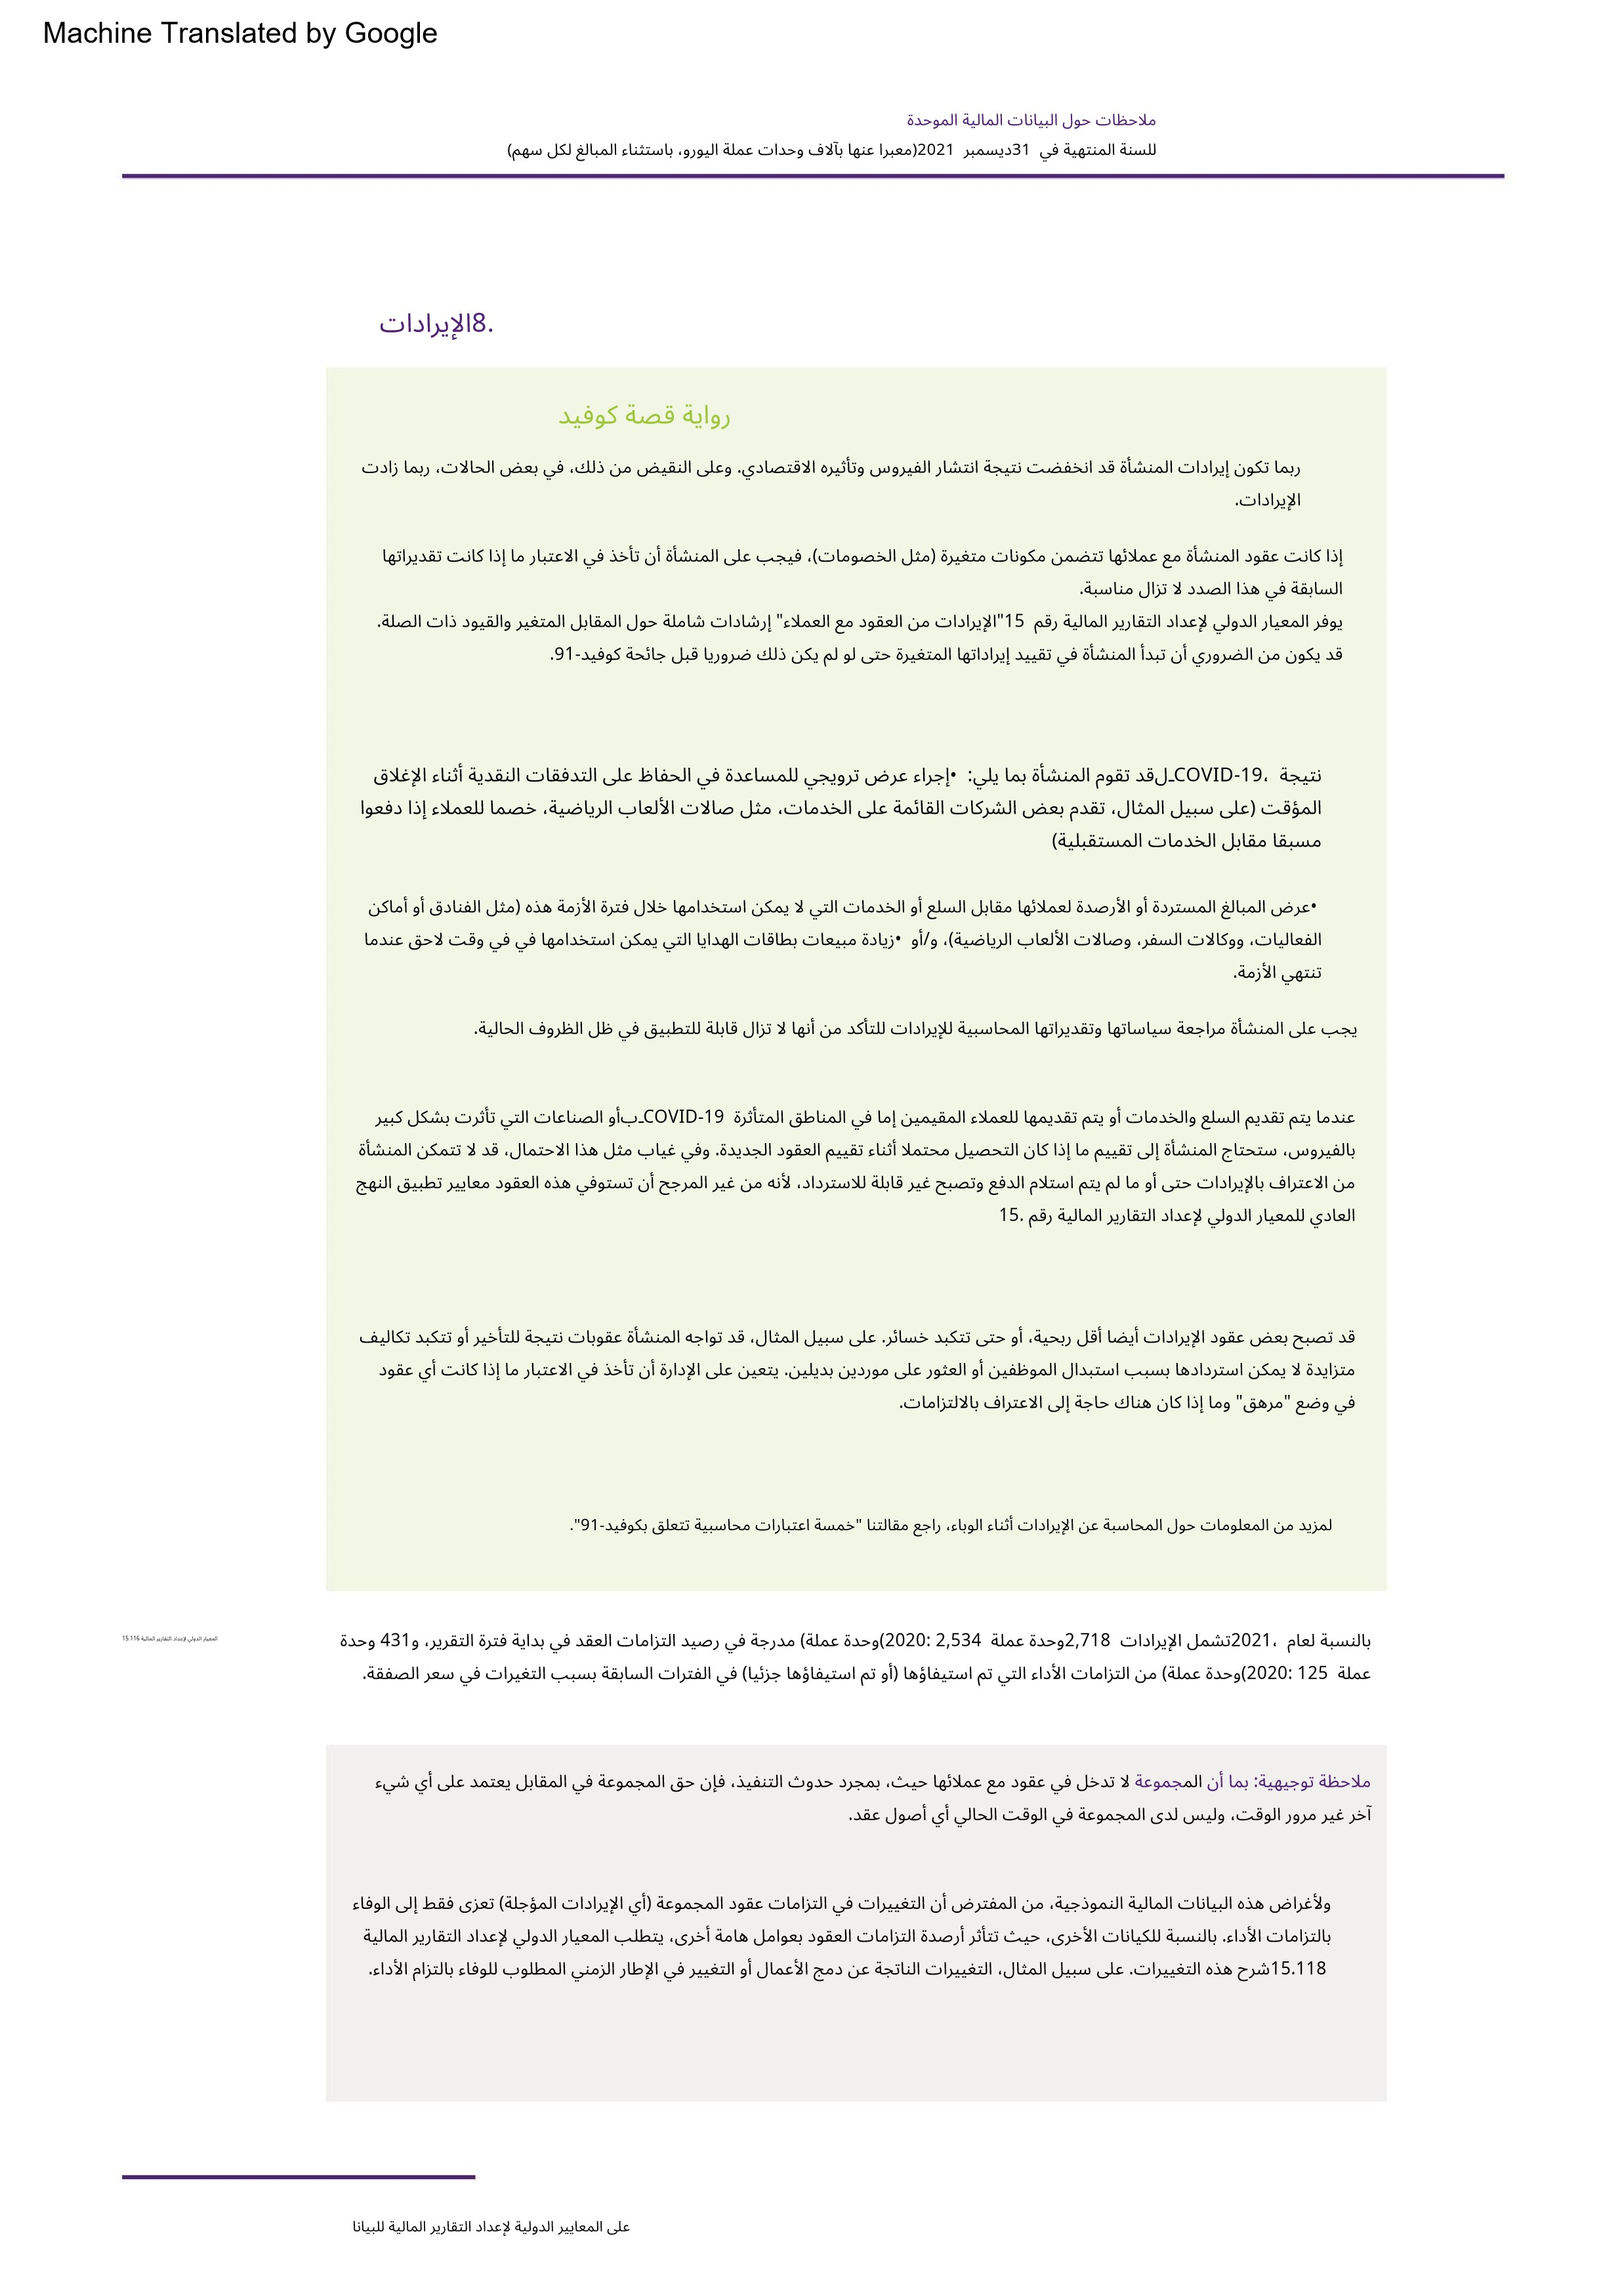 Machine Translated by Google
ملاحظات حول البيانات المالية الموحدة
للسنة المنتهية في 31ديسمبر 2021(معبرا عنها بآلاف وحدات عملة اليورو، باستثناء المبالغ لكل سهم)
.8الإيرادات
رواية قصة كوفيد
ربما تكون إيرادات المنشأة قد انخفضت نتيجة انتشار الفيروس وتأثيره الاقتصادي. وعلى النقيض من ذلك، في بعض الحالات، ربما زادت
الإيرادات.
إذا كانت عقود المنشأة مع عملائها تتضمن مكونات متغيرة (مثل الخصومات)، فيجب على المنشأة أن تأخذ في الاعتبار ما إذا كانت تقديراتها
السابقة في هذا الصدد لا تزال مناسبة.
يوفر المعيار الدولي لإعداد التقارير المالية رقم 15"الإيرادات من العقود مع العملاء" إرشادات شاملة حول المقابل المتغير والقيود ذات الصلة.
قد يكون من الضروري أن تبدأ المنشأة في تقييد إيراداتها المتغيرة حتى لو لم يكن ذلك ضروريا قبل جائحة كوفيد-91.
نتيجة ،COVID-19ـلقد تقوم المنشأة بما يلي: •إجراء عرض ترويجي للمساعدة في الحفاظ على التدفقات النقدية أثناء الإغلاق
المؤقت (على سبيل المثال، تقدم بعض الشركات القائمة على الخدمات، مثل صالات الألعاب الرياضية، خصما للعملاء إذا دفعوا
مسبقا مقابل الخدمات المستقبلية)
•عرض المبالغ المستردة أو الأرصدة لعملائها مقابل السلع أو الخدمات التي لا يمكن استخدامها خلال فترة الأزمة هذه (مثل الفنادق أو أماكن
الفعاليات، ووكالات السفر، وصالات الألعاب الرياضية)، و/أو •زيادة مبيعات بطاقات الهدايا التي يمكن استخدامها في في وقت لاحق عندما
تنتهي الأزمة.
يجب على المنشأة مراجعة سياساتها وتقديراتها المحاسبية للإيرادات للتأكد من أنها لا تزال قابلة للتطبيق في ظل الظروف الحالية.
عندما يتم تقديم السلع والخدمات أو يتم تقديمها للعملاء المقيمين إما في المناطق المتأثرة COVID-19ـبأو الصناعات التي تأثرت بشكل كبير
بالفيروس، ستحتاج المنشأة إلى تقييم ما إذا كان التحصيل محتملا أثناء تقييم العقود الجديدة. وفي غياب مثل هذا الاحتمال، قد لا تتمكن المنشأة
من الاعتراف بالإيرادات حتى أو ما لم يتم استلام الدفع وتصبح غير قابلة للاسترداد، لأنه من غير المرجح أن تستوفي هذه العقود معايير تطبيق النهج
العادي للمعيار الدولي لإعداد التقارير المالية رقم .15
قد تصبح بعض عقود الإيرادات أيضا أقل ربحية، أو حتى تتكبد خسائر. على سبيل المثال، قد تواجه المنشأة عقوبات نتيجة للتأخير أو تتكبد تكاليف
متزايدة لا يمكن استردادها بسبب استبدال الموظفين أو العثور على موردين بديلين. يتعين على الإدارة أن تأخذ في الاعتبار ما إذا كانت أي عقود
في وضع "مرهق" وما إذا كان هناك حاجة إلى الاعتراف بالالتزامات.
لمزيد من المعلومات حول المحاسبة عن الإيرادات أثناء الوباء، راجع مقالتنا "خمسة اعتبارات محاسبية تتعلق بكوفيد-91".
المعيار الدولي لإعداد التقارير المالية 15.116
بالنسبة لعام ،2021تشمل الإيرادات 2,718وحدة عملة 2,534 :2020)وحدة عملة) مدرجة في رصيد التزامات العقد في بداية فترة التقرير، و431 وحدة
عملة 125 :2020)وحدة عملة) من التزامات الأداء التي تم استيفاؤها (أو تم استيفاؤها جزئيا) في الفترات السابقة بسبب التغيرات في سعر الصفقة.
ملاحظة توجيهية: بما أن المجموعة لا تدخل في عقود مع عملائها حيث، بمجرد حدوث التنفيذ، فإن حق المجموعة في المقابل يعتمد على أي شيء
آخر غير مرور الوقت، وليس لدى المجموعة في الوقت الحالي أي أصول عقد.
ولأغراض هذه البيانات المالية النموذجية، من المفترض أن التغييرات في التزامات عقود المجموعة (أي الإيرادات المؤجلة) تعزى فقط إلى الوفاء
بالتزامات الأداء. بالنسبة للكيانات الأخرى، حيث تتأثر أرصدة التزامات العقود بعوامل هامة أخرى، يتطلب المعيار الدولي لإعداد التقارير المالية
15.118شرح هذه التغييرات. على سبيل المثال، التغييرات الناتجة عن دمج الأعمال أو التغيير في الإطار الزمني المطلوب للوفاء بالتزام الأداء.
على المعايير الدولية لإعداد التقارير المالية للبيانا